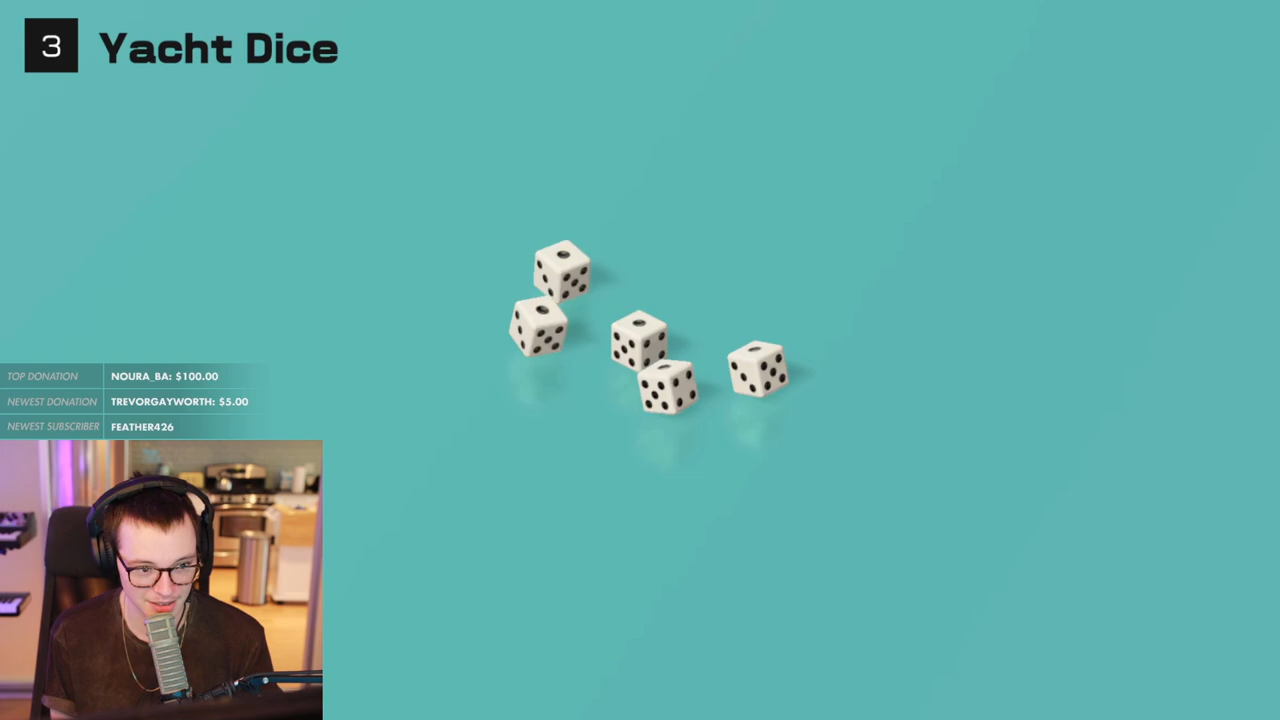 3 Yacht Dice
TOP DONATION NOURA_BA: $100.00
NEWEST DONATION TREVORGAYWORTH: $5.00
NEWEST SUBSCRIBER FEATHER426